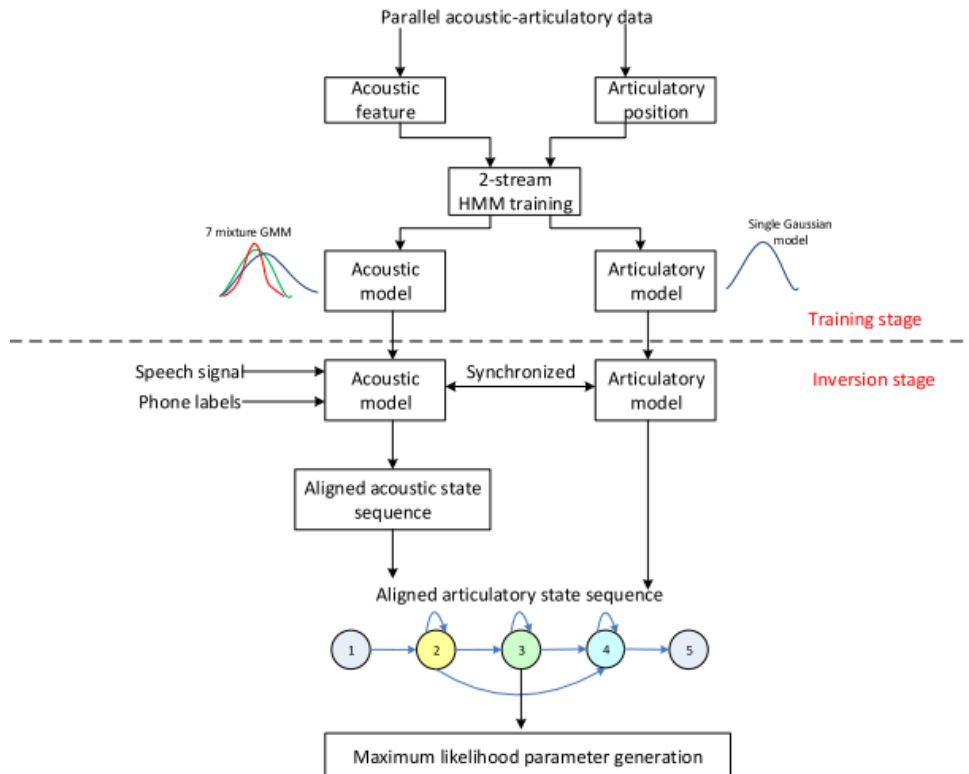 Parallel acoustic-articulatory data
Acoustic
feature
Articulatory
position
2-stream
HMM training
7 mixture GMM
Single Gaussian
model
Acoustic
model
Articulatory
model
Training stage
Speech signal
Phone labels
Acoustic
model
Synchronized
Articulatory
model
Inversion stage
Aligned acoustic state
sequence
Aligned articulatory state sequence
1
2
3
4
5
Maximum likelihood parameter generation